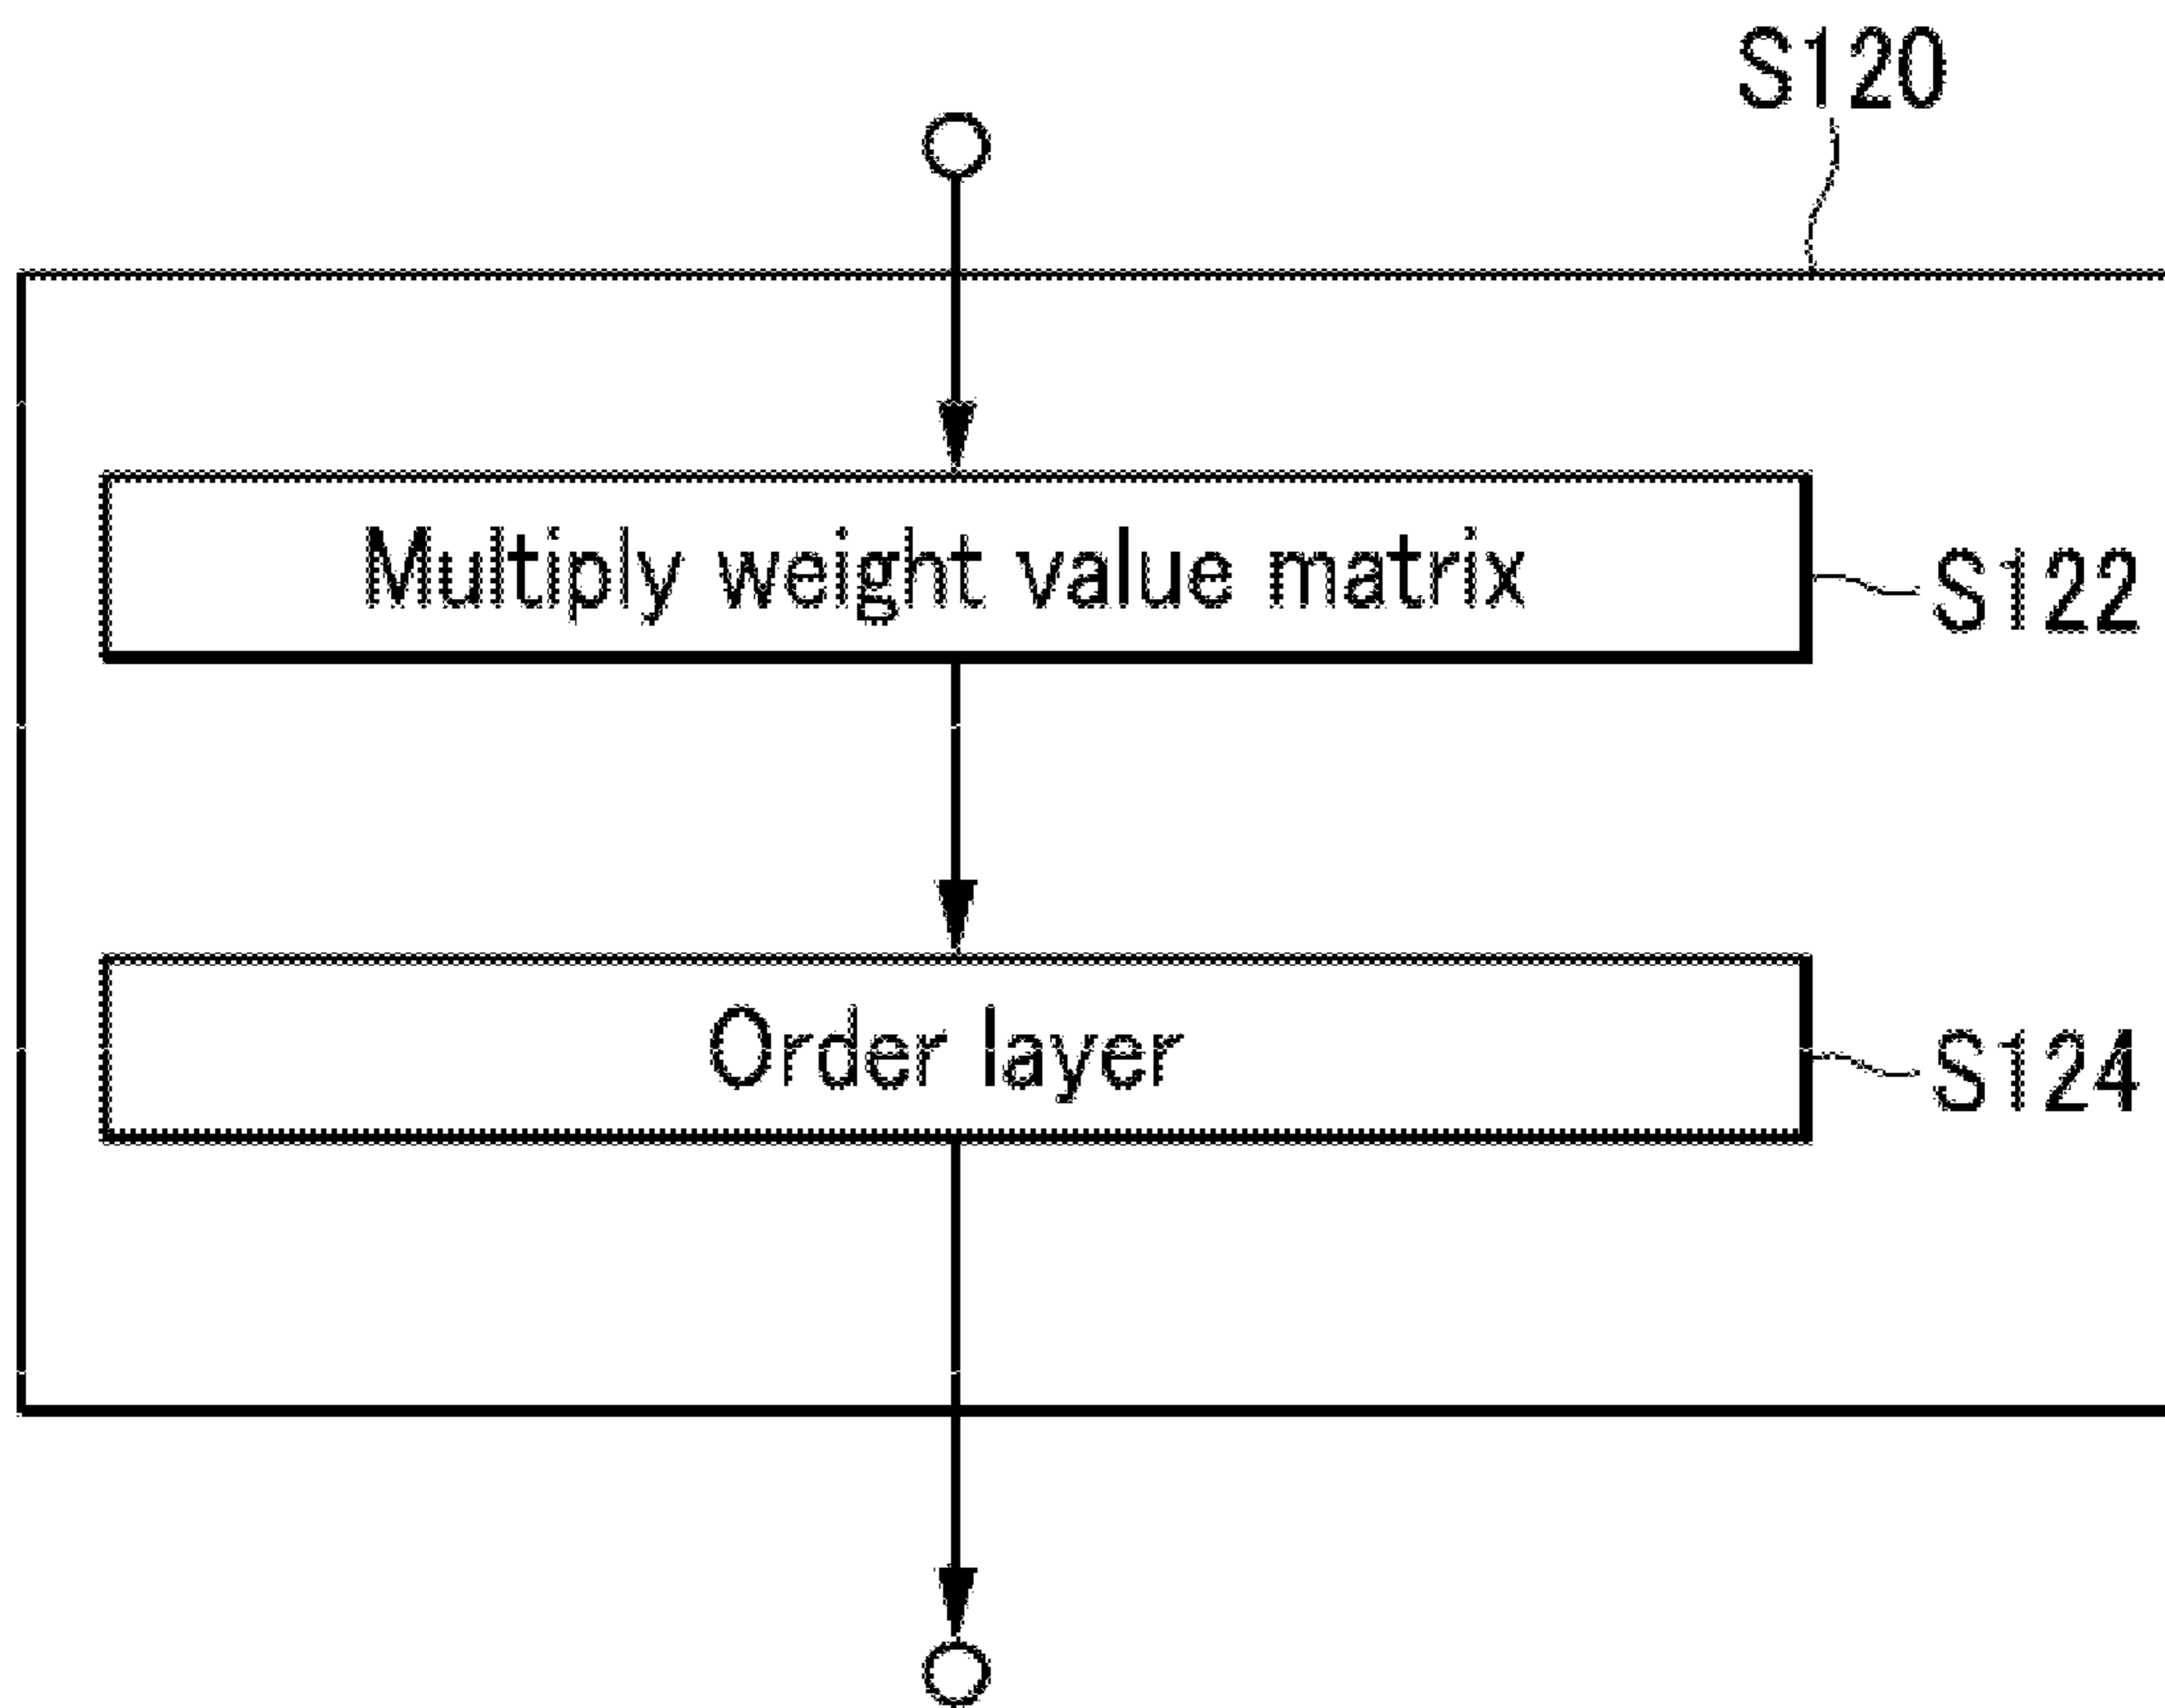 S120
Multiply weight value matrix
S122
Order layer
S124